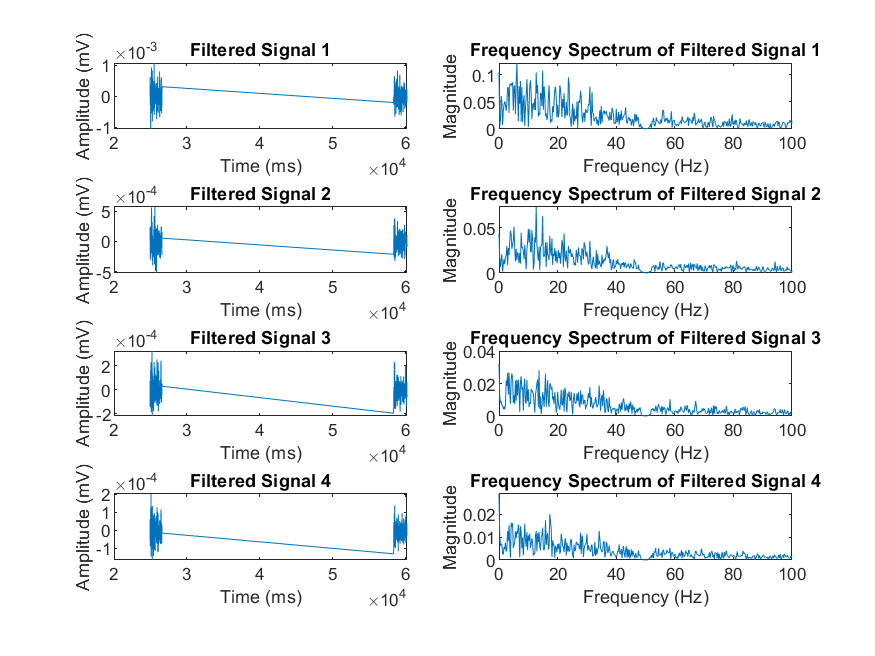 Filtered Signal 1
×10-3
Amplitude (mV)
1
0
-1
2 3 4 5 6
Time (ms)
×104
Frequency Spectrum of Filtered Signal 1
Magnitude
0.1
0.05
0
0 20 40 60 80 100
Frequency (Hz)
Filtered Signal 2
×10-4
Amplitude (mV)
5
0
-5
2 3 4 5 6
Time (ms)
×104
Frequency Spectrum of Filtered Signal 2
Magnitude
0.05
0
0 20 40 60 80 100
Frequency (Hz)
Filtered Signal 3
×10-4
Amplitude (mV)
2
0
-2
2 3 4 5 6
Time (ms)
×104
Frequency Spectrum of Filtered Signal 3
Magnitude
0.04
0.02
0
0 20 40 60 80 100
Frequency (Hz)
Filtered Signal 4
×10-4
Amplitude (mV)
2
1
0
-1
2 3 4 5 6
Time (ms)
×104
Frequency Spectrum of Filtered Signal 4
Magnitude
0.02
0.01
0
0 20 40 60 80 100
Frequency (Hz)